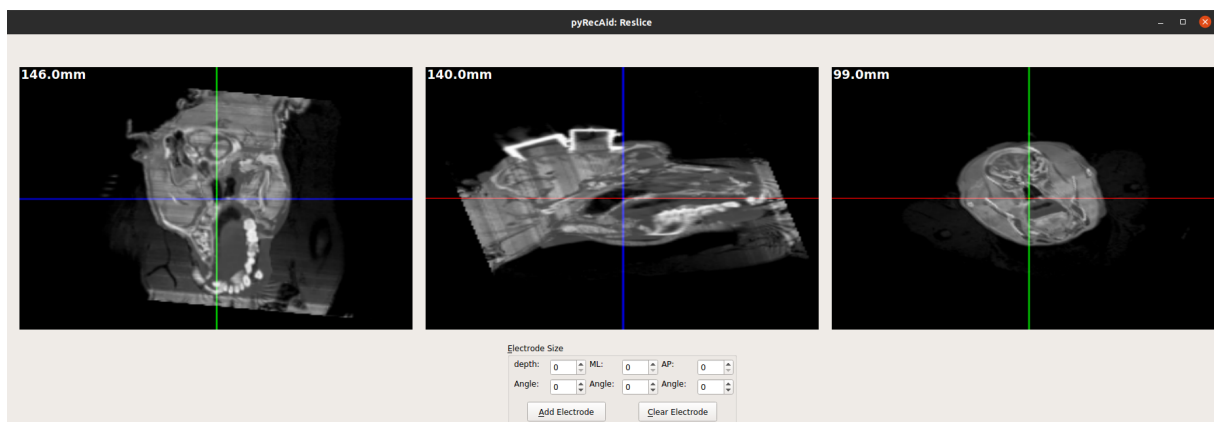 pyRecAid: Reslice
146.0mm
140.0mm
99.0mm
Electrode Size
depth: 0 ML: 0 AP: 0
Angle: 0 Angle: 0 Angle: 0
Add Electrode Clear Electrode